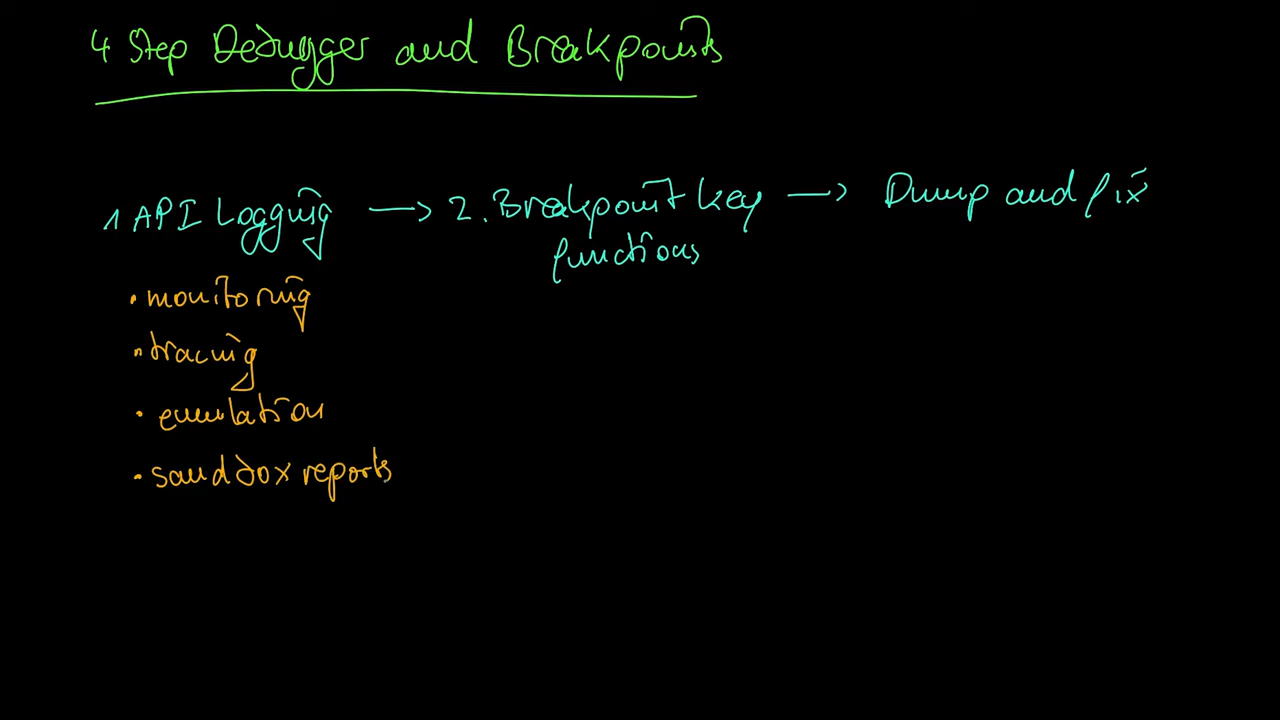 4 Step Debugger and Breakpoints
1 API Logging → 2. Breakpoint key → Dump and fix
functions
• monitoring
• tracing
• emulation
• sandbox reports